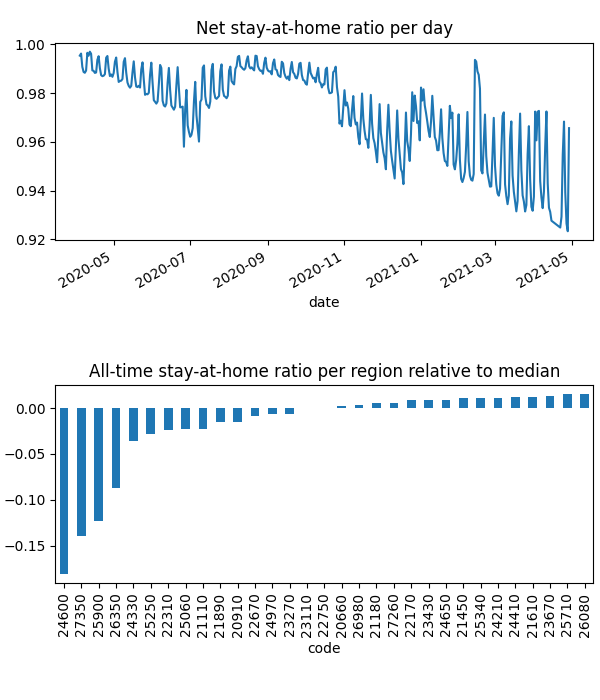 Net stay-at-home ratio per day
1.00
0.98
0.96
0.94
0.92
2020-05 2020-07 2020-09 2020-11 2021-01 2021-03 2021-05
date
All-time stay-at-home ratio per region relative to median
0.00
−0.05
−0.10
−0.15
24600 27350 25900 26350 24330 25250 22310 25060 21110 21890 20910 22670 24970 23270 23110 22750 20660 26980 21180 27260 22170 23430 24650 21450 25340 24210 24410 21610 23670 25710 26080
code